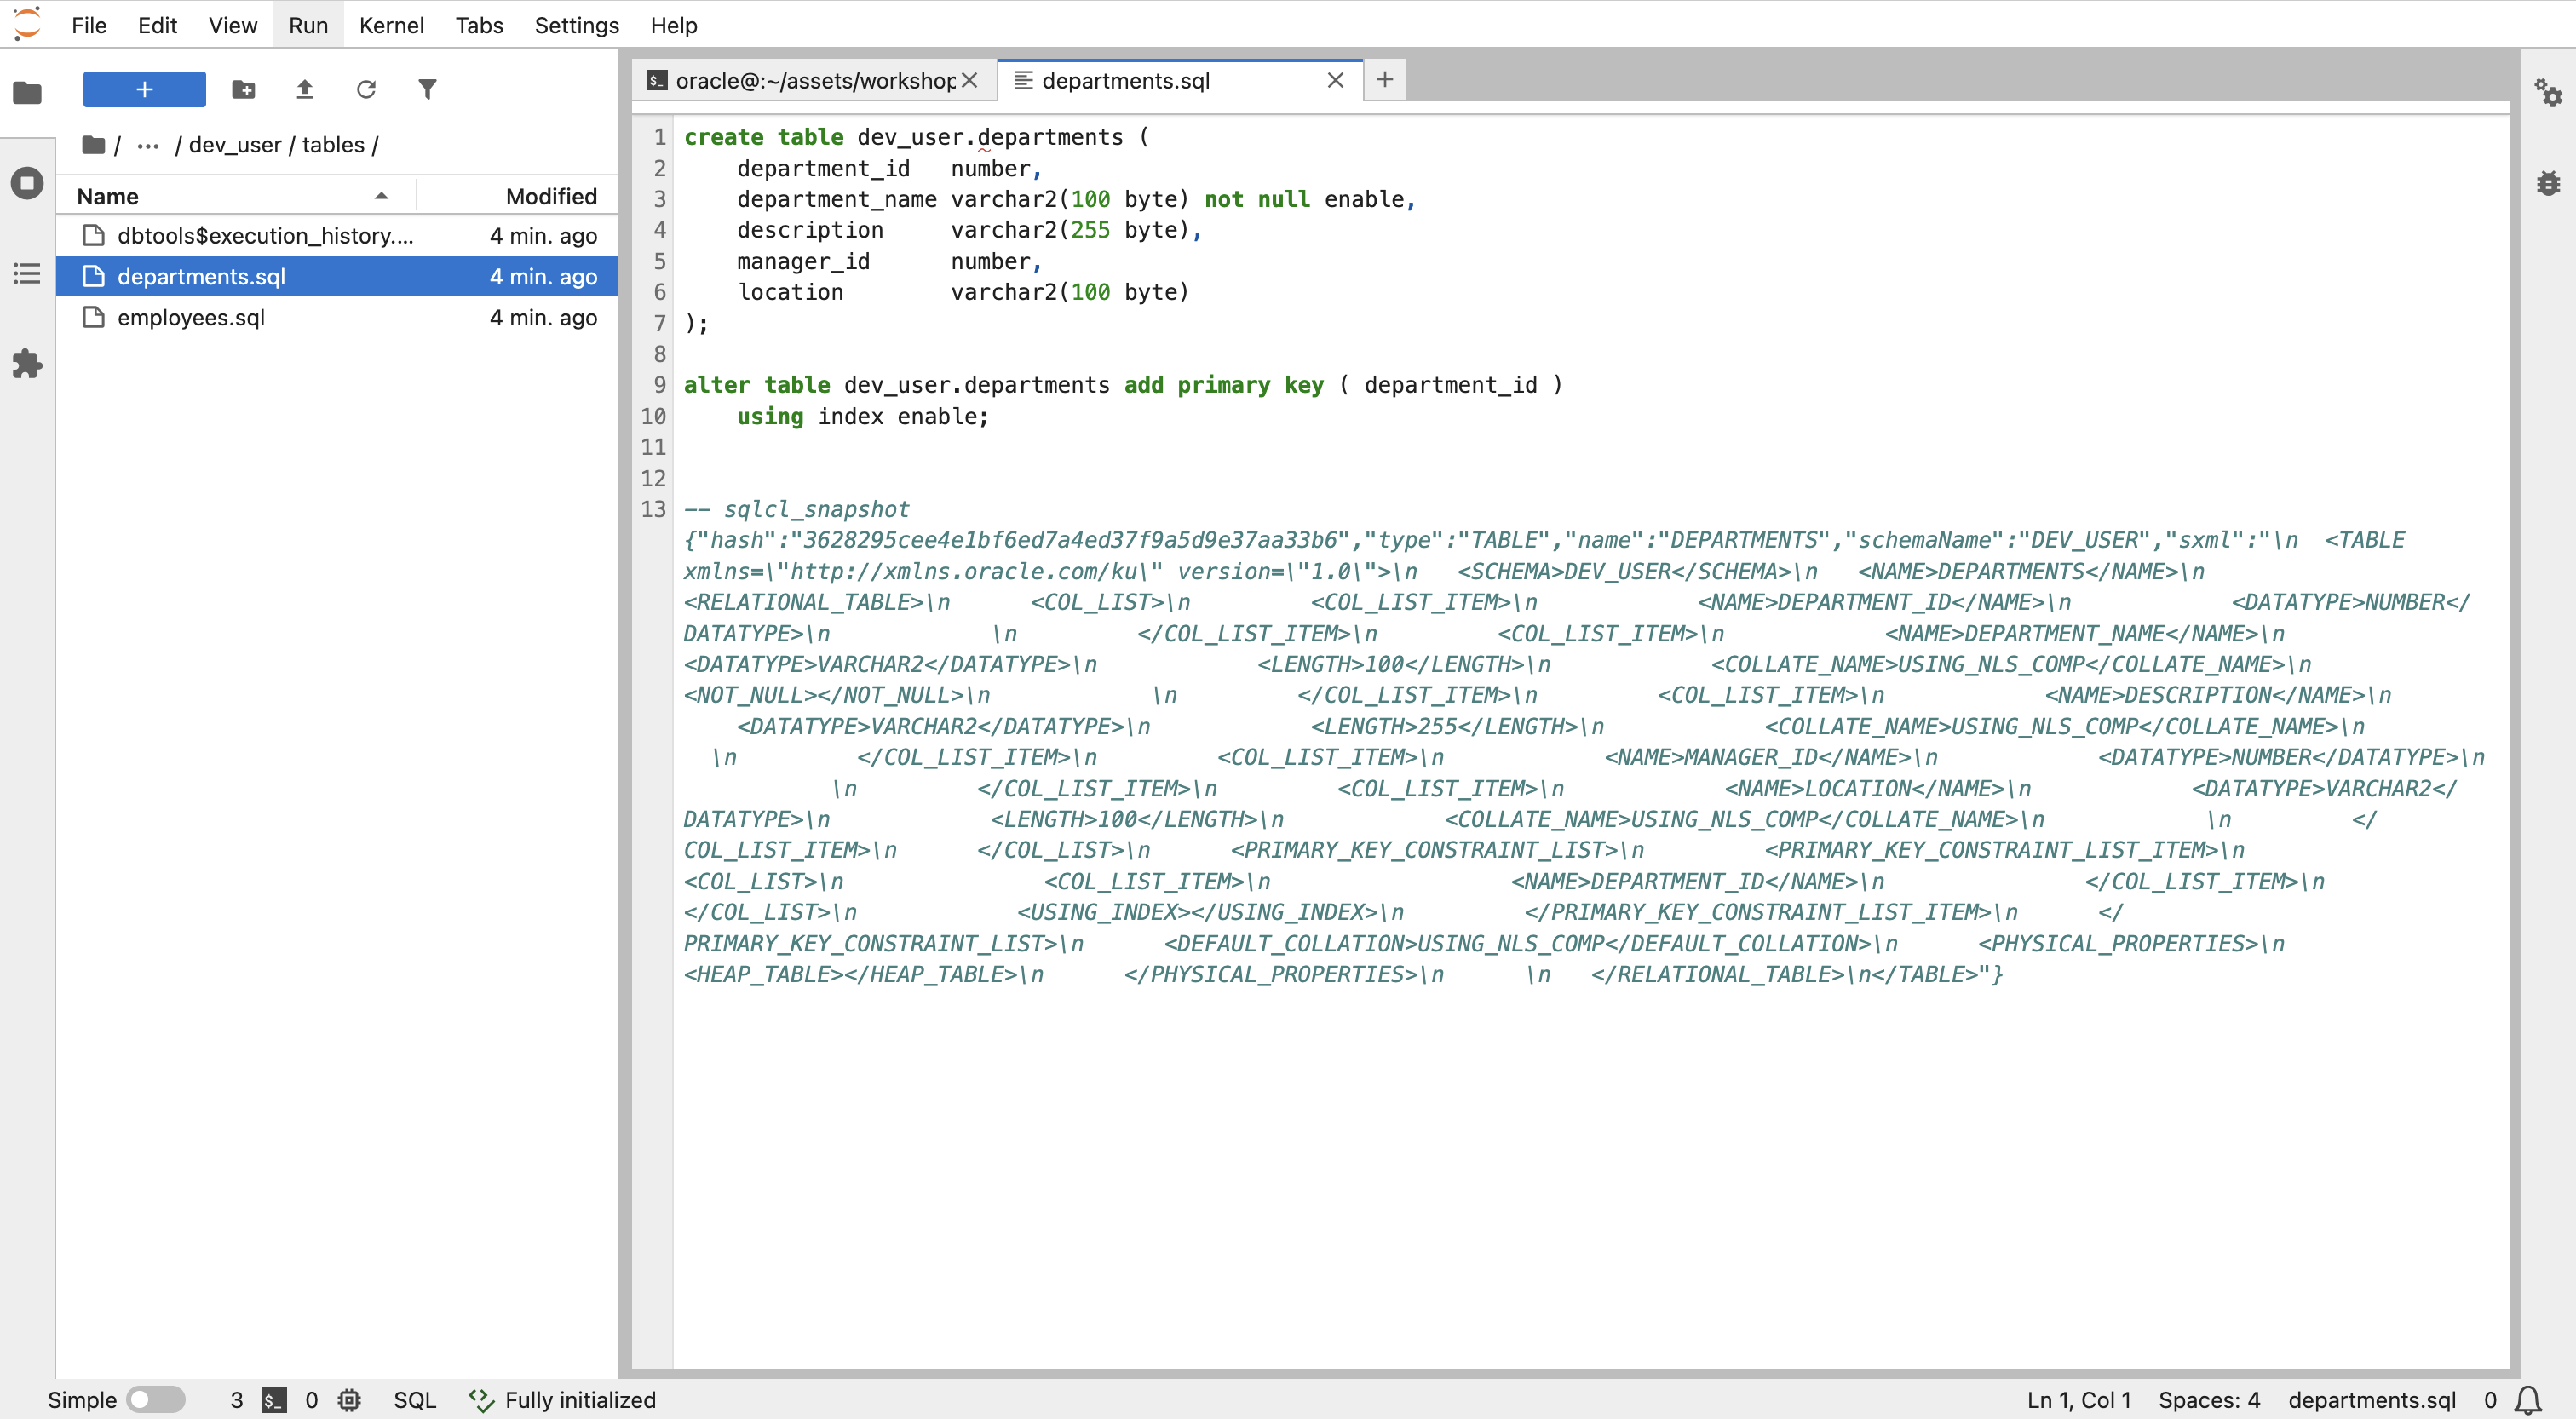 File Edit View Run Kernel Tabs Settings Help
+
/ ··· / dev_user / tables /
Name Modified
dbtools$execution_history.... 4 min. ago
departments.sql 4 min. ago
employees.sql 4 min. ago
$_ oracle@:~/assets/workshop
departments.sql
+
1 create table dev_user.departments (
2     department_id   number,
3     department_name varchar2(100 byte) not null enable,
4     description     varchar2(255 byte),
5     manager_id      number,
6     location        varchar2(100 byte)
7 );
8
9 alter table dev_user.departments add primary key ( department_id )
10     using index enable;
11
12
13 -- sqlcl_snapshot
{"hash":"3628295cee4e1bf6ed7a4ed37f9a5d9e37aa33b6","type":"TABLE","name":"DEPARTMENTS","schemaName":"DEV_USER","sxml":"\n  <TABLE
xmlns=\"http://xmlns.oracle.com/ku\" version=\"1.0\">\n   <SCHEMA>DEV_USER</SCHEMA>\n   <NAME>DEPARTMENTS</NAME>\n
<RELATIONAL_TABLE>\n      <COL_LIST>\n         <COL_LIST_ITEM>\n            <NAME>DEPARTMENT_ID</NAME>\n            <DATATYPE>NUMBER</
DATATYPE>\n            \n         </COL_LIST_ITEM>\n         <COL_LIST_ITEM>\n            <NAME>DEPARTMENT_NAME</NAME>\n
<DATATYPE>VARCHAR2</DATATYPE>\n            <LENGTH>100</LENGTH>\n            <COLLATE_NAME>USING_NLS_COMP</COLLATE_NAME>\n
<NOT_NULL></NOT_NULL>\n            \n         </COL_LIST_ITEM>\n         <COL_LIST_ITEM>\n            <NAME>DESCRIPTION</NAME>\n
    <DATATYPE>VARCHAR2</DATATYPE>\n            <LENGTH>255</LENGTH>\n            <COLLATE_NAME>USING_NLS_COMP</COLLATE_NAME>\n
  \n         </COL_LIST_ITEM>\n         <COL_LIST_ITEM>\n            <NAME>MANAGER_ID</NAME>\n            <DATATYPE>NUMBER</DATATYPE>\n
           \n         </COL_LIST_ITEM>\n         <COL_LIST_ITEM>\n            <NAME>LOCATION</NAME>\n            <DATATYPE>VARCHAR2</
DATATYPE>\n            <LENGTH>100</LENGTH>\n            <COLLATE_NAME>USING_NLS_COMP</COLLATE_NAME>\n            \n         </
COL_LIST_ITEM>\n      </COL_LIST>\n      <PRIMARY_KEY_CONSTRAINT_LIST>\n         <PRIMARY_KEY_CONSTRAINT_LIST_ITEM>\n
<COL_LIST>\n               <COL_LIST_ITEM>\n                  <NAME>DEPARTMENT_ID</NAME>\n               </COL_LIST_ITEM>\n
</COL_LIST>\n            <USING_INDEX></USING_INDEX>\n         </PRIMARY_KEY_CONSTRAINT_LIST_ITEM>\n      </
PRIMARY_KEY_CONSTRAINT_LIST>\n      <DEFAULT_COLLATION>USING_NLS_COMP</DEFAULT_COLLATION>\n      <PHYSICAL_PROPERTIES>\n
<HEAP_TABLE></HEAP_TABLE>\n      </PHYSICAL_PROPERTIES>\n      \n   </RELATIONAL_TABLE>\n</TABLE>"}
Simple 3 $_ 0 SQL Fully initialized Ln 1, Col 1 Spaces: 4 departments.sql 0